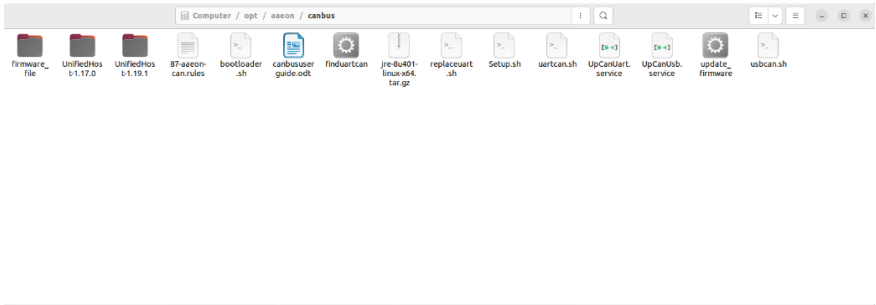 Computer / opt / aaeon / canbus
firmware_
file
UnifiedHos
t-1.17.0
UnifiedHos
t-1.19.1
87-aaeon-
can.rules
bootloader
.sh
canbususer
guide.odt
finduartcan
jre-8u401-
linux-x64.
tar.gz
replaceuart
.sh
Setup.sh
uartcan.sh
UpCanUart.
service
UpCanUsb.
service
update_
firmware
usbcan.sh